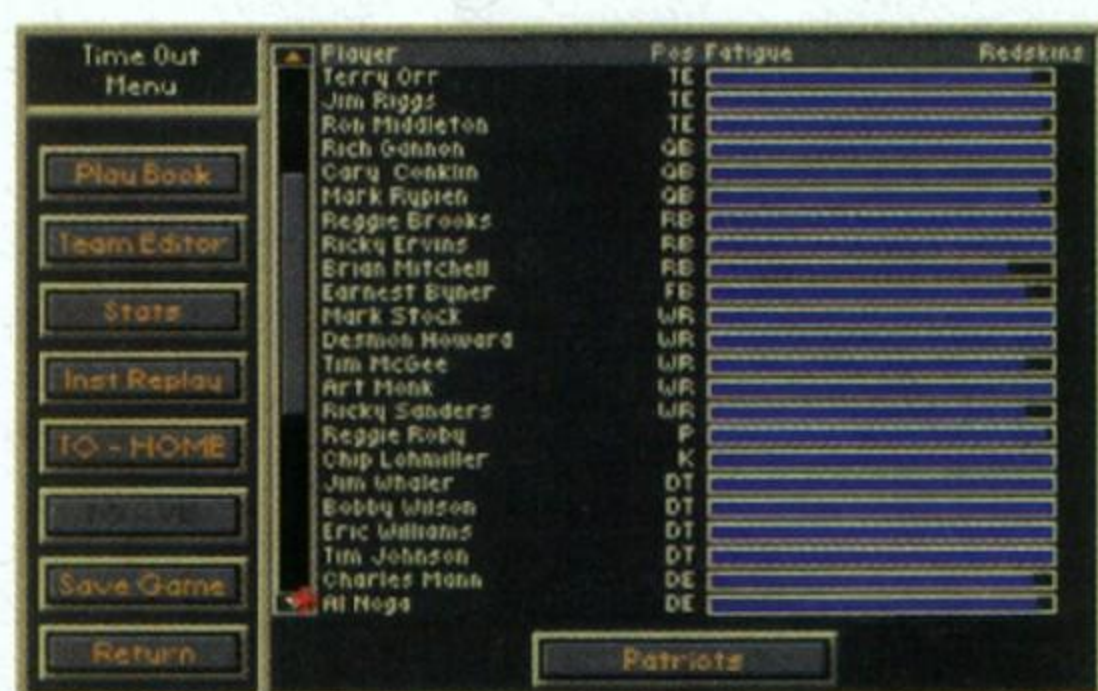 Time Out
Menu
Play Book
Team Editor
Stats
Inst Replay
TO - HOME
Save Game
Return
Player Pos Fatigue Redskins
Terry Orr TE
Jim Riggs TE
Ron Middleton TE
Rich Gannon QB
Cary Conklin QB
Mark Rypien QB
Reggie Brooks RB
Ricky Ervins RB
Brian Mitchell RB
Earnest Byner FB
Mark Stock WR
Desmon Howard WR
Tim McGee WR
Art Monk WR
Ricky Sanders WR
Reggie Roby P
Chip Lohmiller K
Jim Whaler DT
Bobby Wilson DT
Eric Williams DT
Tim Johnson DT
Charles Mann DE
Al Noga DE
Patriots